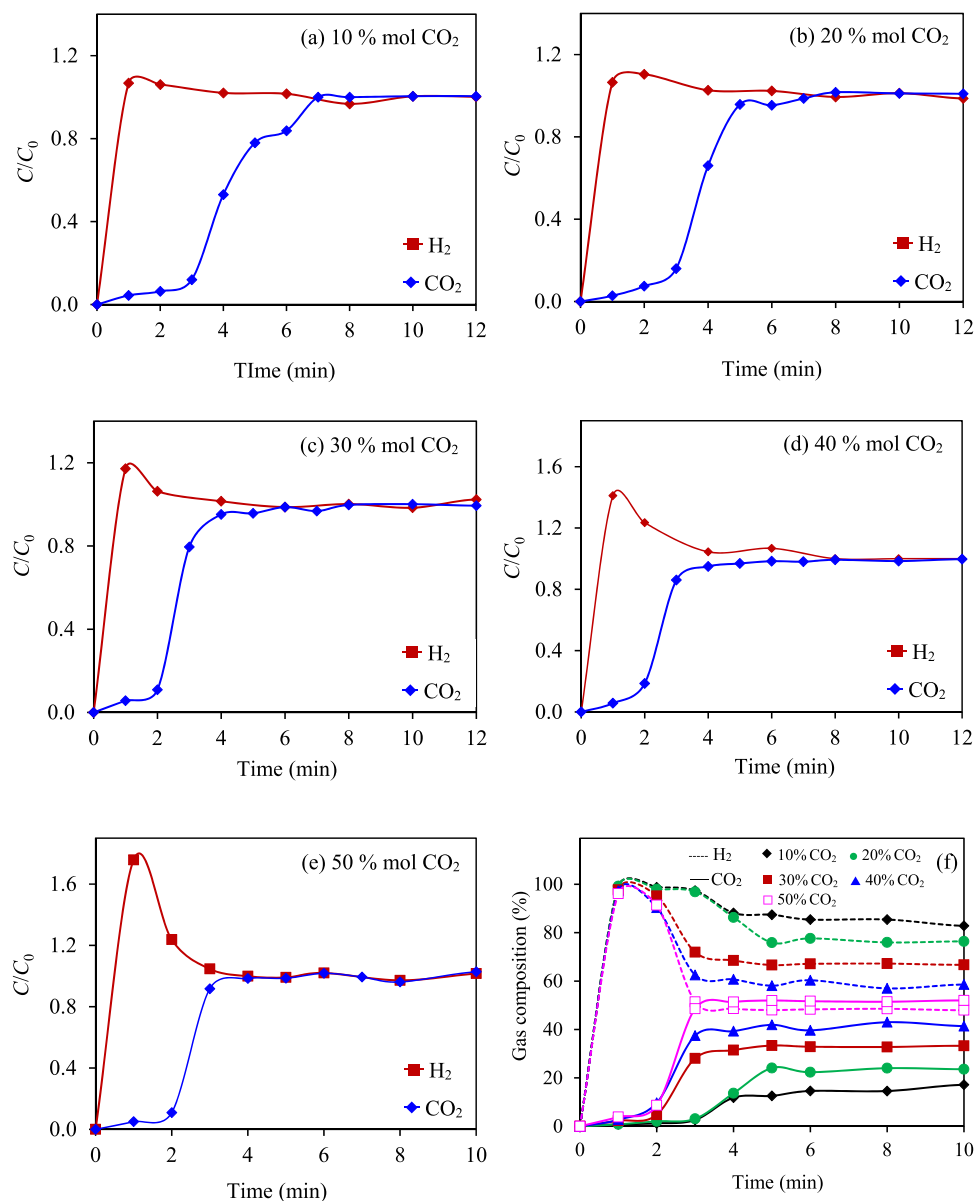 (a) 10 % mol CO₂
1.2
0.8
0.4
0.0
C/C₀
H₂
CO₂
0 2 4 6 8 10 12
TIme (min)
(b) 20 % mol CO₂
1.2
0.8
0.4
0.0
C/C₀
H₂
CO₂
0 2 4 6 8 10 12
Time (min)
(c) 30 % mol CO₂
1.2
0.8
0.4
0.0
C/C₀
H₂
CO₂
0 2 4 6 8 10 12
Time (min)
(d) 40 % mol CO₂
1.6
1.2
0.8
0.4
0.0
C/C₀
H₂
CO₂
0 2 4 6 8 10 12
Time (min)
(e) 50 % mol CO₂
1.6
1.2
0.8
0.4
0.0
C/C₀
H₂
CO₂
0 2 4 6 8 10
Time (min)
(f)
H₂ 10% CO₂ 20% CO₂
CO₂ 30% CO₂ 40% CO₂
50% CO₂
100
80
60
40
20
0
Gas composition (%)
0 2 4 6 8 10
Time (min)